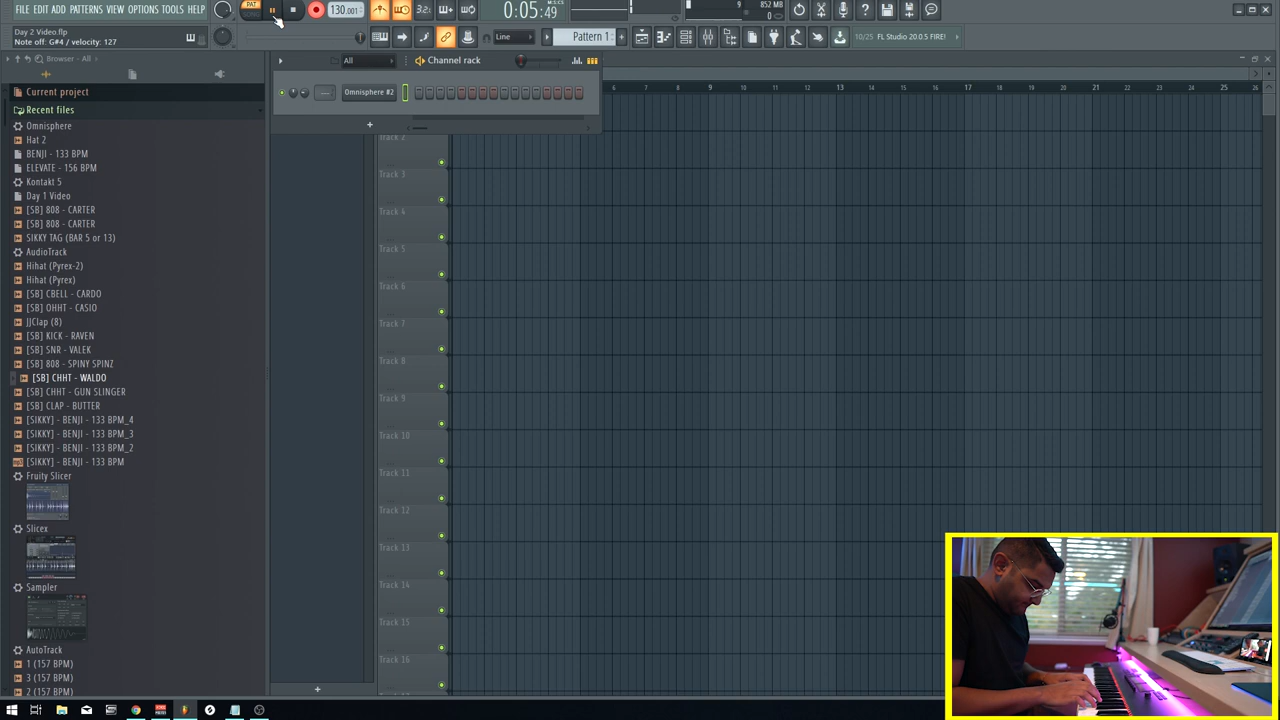 FILE EDIT ADD PATTERNS VIEW OPTIONS TOOLS HELP
PAT
SONG
130.001
32
0:05:49
M:S:CS
9
852 MB
0
Day 2 Video.flp
Note off: G#4 / velocity: 127
Line
Pattern 1
10/25 FL Studio 20.0.5 FIRE!
Browser - All
All
Channel rack
Omnisphere #2
6 7 8 9 10 11 12 13 14 15 16 17 18 19 20 21 22 23 24 25 26
Current project
Recent files
Omnisphere
Hat 2
BENJI - 133 BPM
ELEVATE - 156 BPM
Kontakt 5
Day 1 Video
[SB] 808 - CARTER
[SB] 808 - CARTER
SIKKY TAG (BAR 5 or 13)
AudioTrack
Hihat (Pyrex-2)
Hihat (Pyrex)
[SB] CBELL - CARDO
[SB] OHHT - CASIO
JJClap (8)
[SB] KICK - RAVEN
[SB] SNR - VALEK
[SB] 808 - SPINY SPINZ
[SB] CHHT - WALDO
[SB] CHHT - GUN SLINGER
[SB] CLAP - BUTTER
[SIKKY] - BENJI - 133 BPM_4
[SIKKY] - BENJI - 133 BPM_3
[SIKKY] - BENJI - 133 BPM_2
[SIKKY] - BENJI - 133 BPM
Fruity Slicer
Slicex
Sampler
AutoTrack
1 (157 BPM)
3 (157 BPM)
2 (157 BPM)
Track 2
Track 3
Track 4
Track 5
Track 6
Track 7
Track 8
Track 9
Track 10
Track 11
Track 12
Track 13
Track 14
Track 15
Track 16